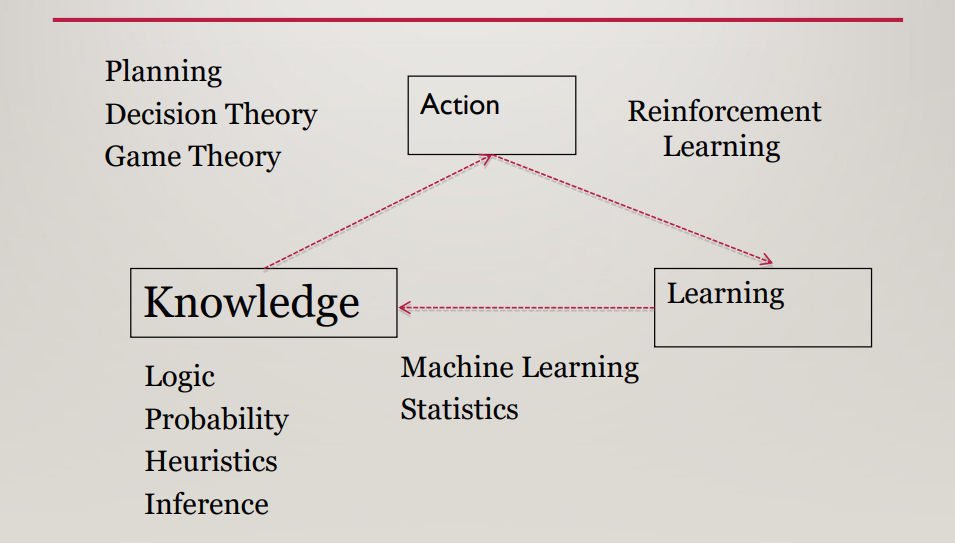 Planning
Decision Theory
Game Theory
Action
Reinforcement
Learning
Knowledge
Learning
Logic
Probability
Heuristics
Inference
Machine Learning
Statistics